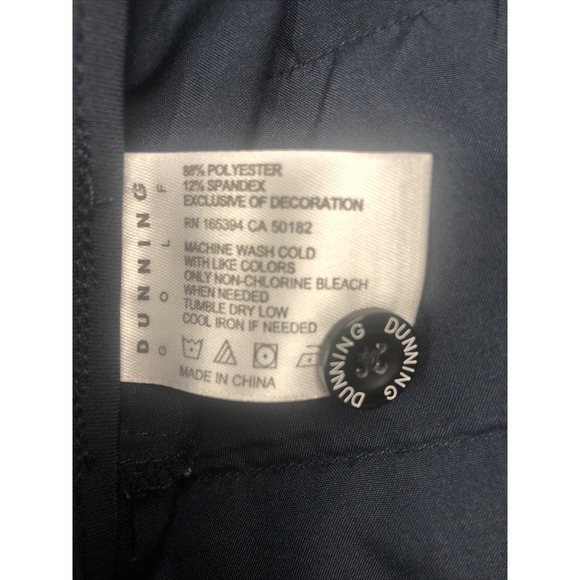 DUNNING
GOLF
88% POLYESTER
12% SPANDEX
EXCLUSIVE OF DECORATION
RN 165394 CA 50182
MACHINE WASH COLD
WITH LIKE COLORS
ONLY NON-CHLORINE BLEACH
WHEN NEEDED
TUMBLE DRY LOW
COOL IRON IF NEEDED
MADE IN CHINA
DUNNING DUNNING